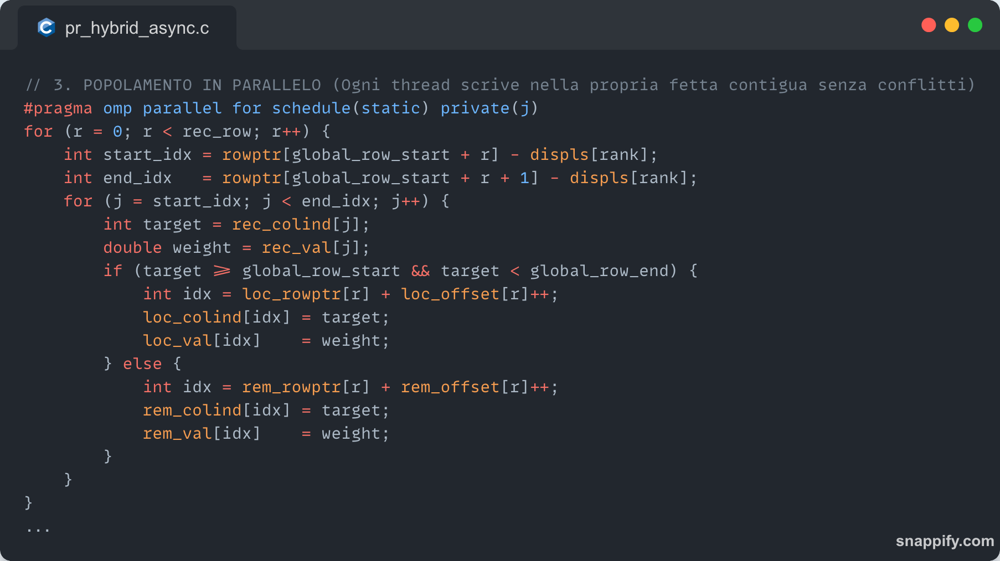 pr_hybrid_async.c
// 3. POPOLAMENTO IN PARALLELO (Ogni thread scrive nella propria fetta contigua senza conflitti)
#pragma omp parallel for schedule(static) private(j)
for (r = 0; r < rec_row; r++) {
    int start_idx = rowptr[global_row_start + r] - displs[rank];
    int end_idx   = rowptr[global_row_start + r + 1] - displs[rank];
    for (j = start_idx; j < end_idx; j++) {
        int target = rec_colind[j];
        double weight = rec_val[j];
        if (target >= global_row_start && target < global_row_end) {
            int idx = loc_rowptr[r] + loc_offset[r]++;
            loc_colind[idx] = target;
            loc_val[idx]    = weight;
        } else {
            int idx = rem_rowptr[r] + rem_offset[r]++;
            rem_colind[idx] = target;
            rem_val[idx]    = weight;
        }
    }
}
...
snappify.com